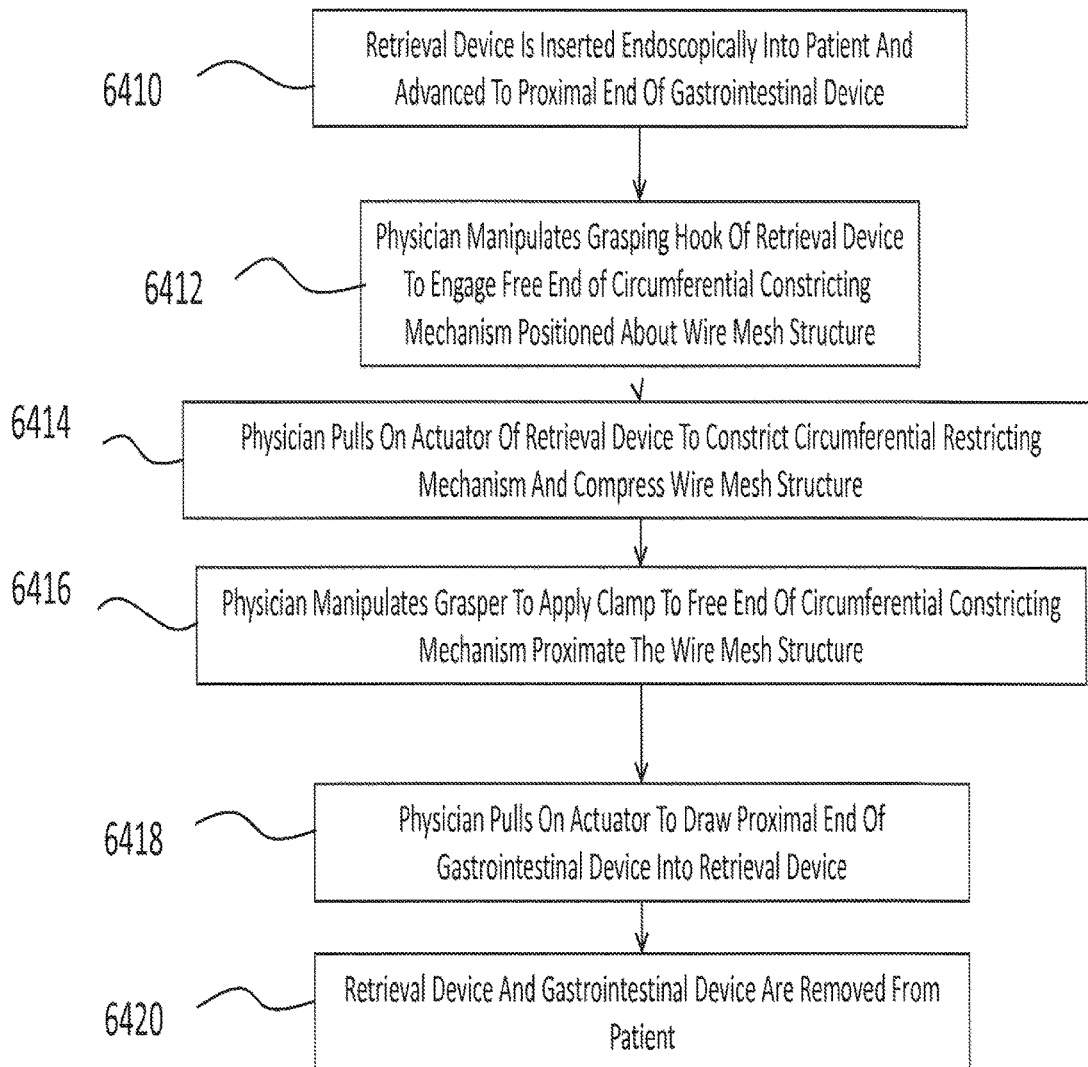 Retrieval Device Is Inserted Endoscopically Into Patient And
Advanced To Proximal End Of Gastrointestinal Device
6410
Physician Manipulates Grasping Hook Of Retrieval Device
To Engage Free End of Circumferential Constricting
Mechanism Positioned About Wire Mesh Structure
6412
6414
Physician Pulls On Actuator Of Retrieval Device To Constrict Circumferential Restricting
Mechanism And Compress Wire Mesh Structure
6416
Physician Manipulates Grasper To Apply Clamp To Free End Of Circumferential Constricting
Mechanism Proximate The Wire Mesh Structure
6418
Physician Pulls On Actuator To Draw Proximal End Of
Gastrointestinal Device Into Retrieval Device
6420
Retrieval Device And Gastrointestinal Device Are Removed From
Patient